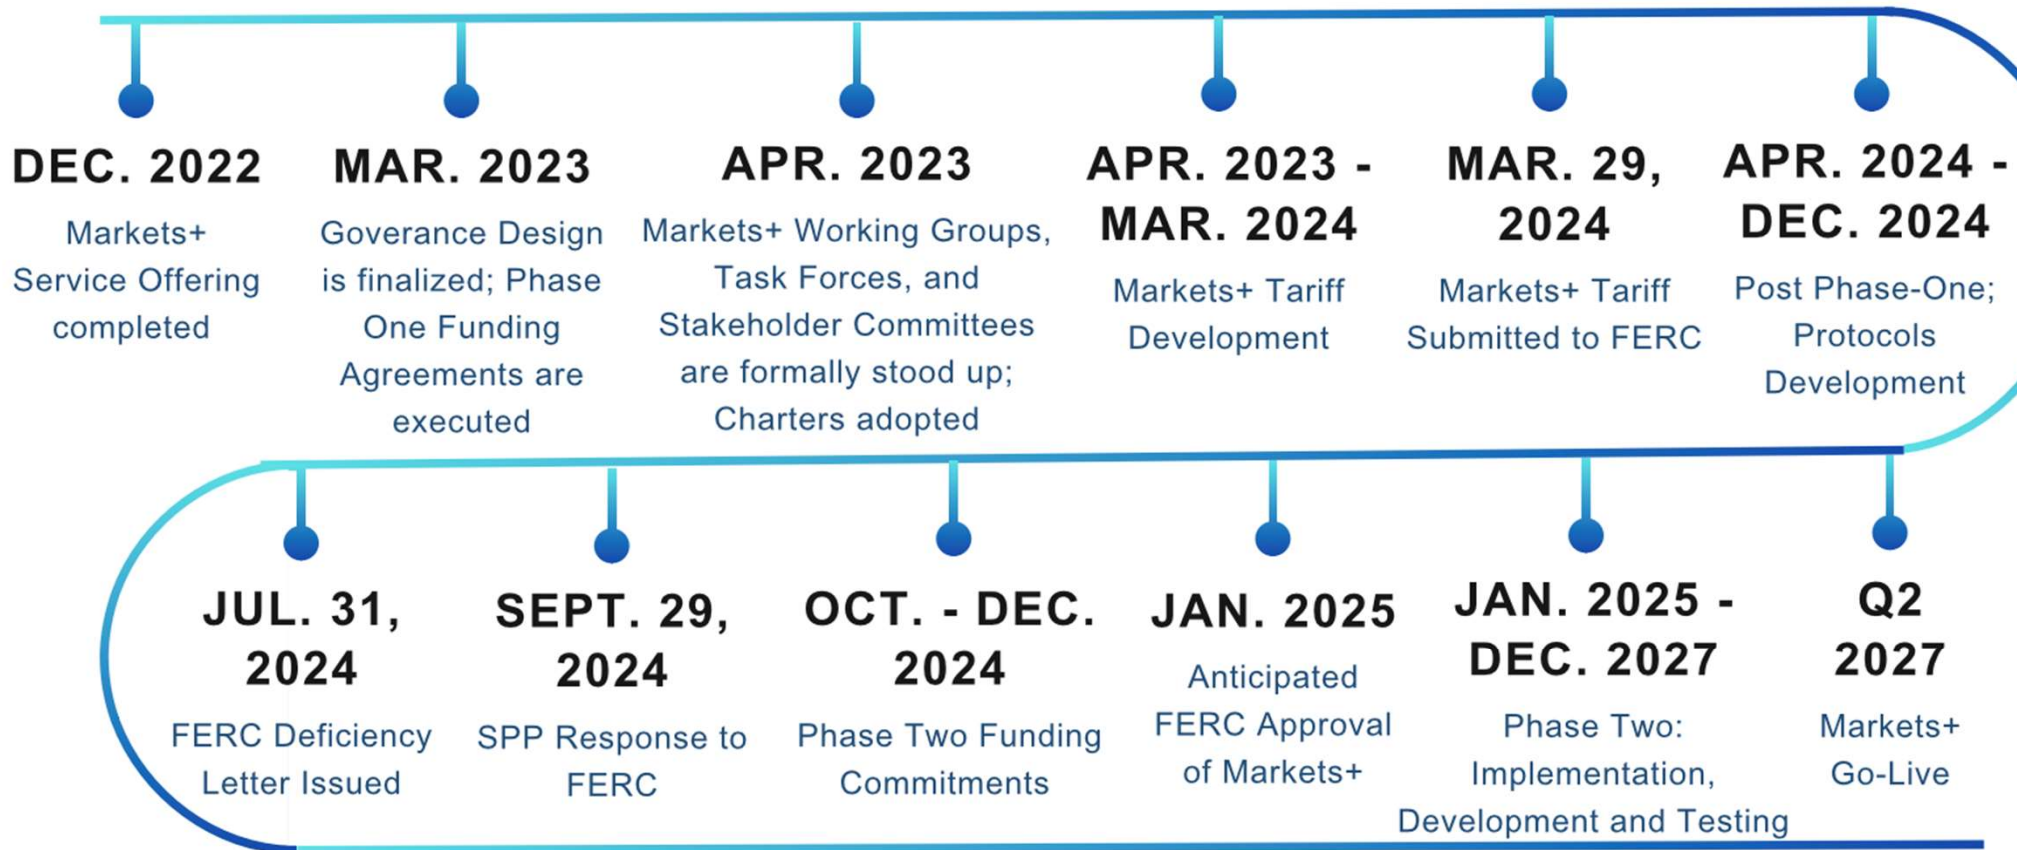 DEC. 2022
Markets+
Service Offering
completed
MAR. 2023
Goverance Design
is finalized; Phase
One Funding
Agreements are
executed
APR. 2023
Markets+ Working Groups,
Task Forces, and
Stakeholder Committees
are formally stood up;
Charters adopted
APR. 2023 -
MAR. 2024
Markets+ Tariff
Development
MAR. 29,
2024
Markets+ Tariff
Submitted to FERC
APR. 2024 -
DEC. 2024
Post Phase-One;
Protocols
Development
JUL. 31,
2024
FERC Deficiency
Letter Issued
SEPT. 29,
2024
SPP Response to
FERC
OCT. - DEC.
2024
Phase Two Funding
Commitments
JAN. 2025
Anticipated
FERC Approval
of Markets+
JAN. 2025 -
DEC. 2027
Phase Two:
Implementation,
Development and Testing
Q2
2027
Markets+
Go-Live